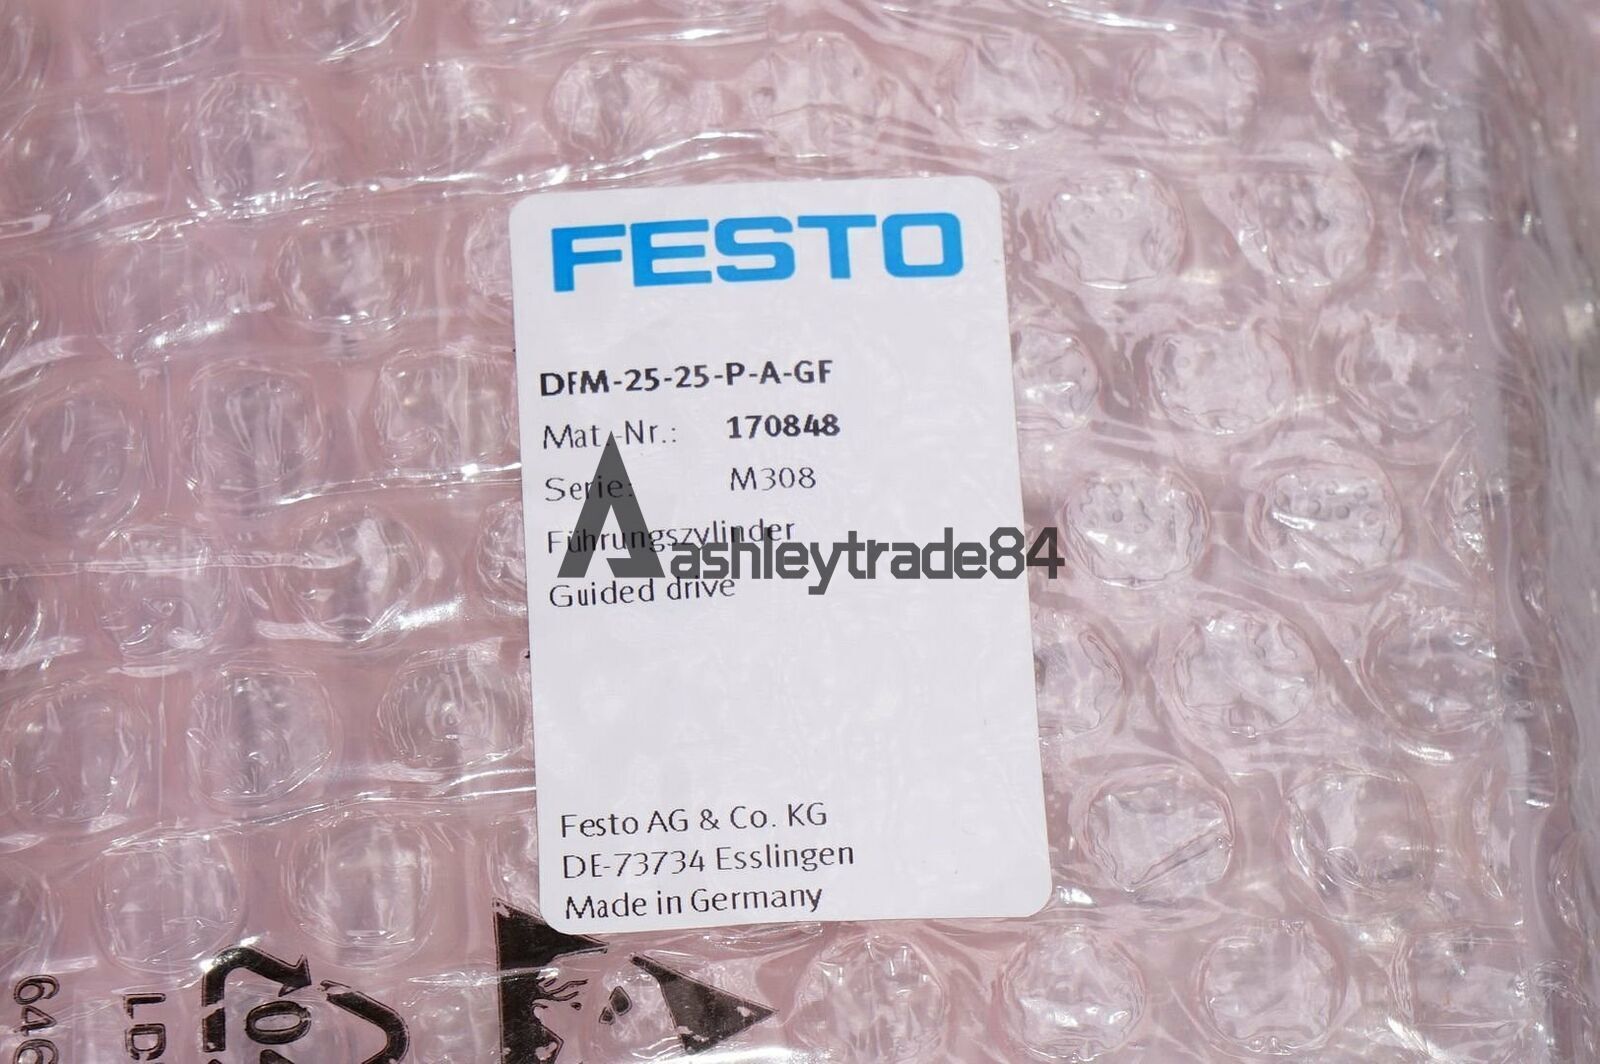 FESTO
DFM-25-25-P-A-GF
Mat.-Nr.: 170848
Serie: M308
Führungszylinder
Aashleytrade84
Guided drive
Festo AG & Co. KG
DE-73734 Esslingen
Made in Germany